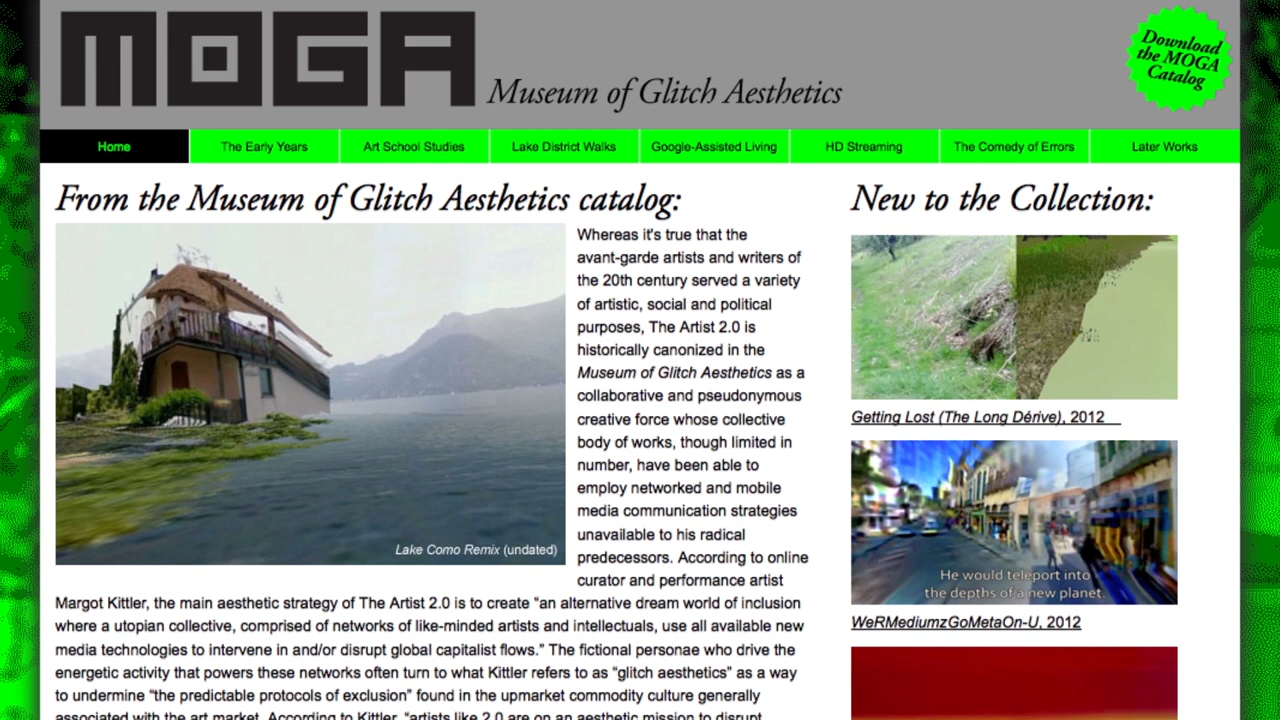 MOGA
Museum of Glitch Aesthetics
Download
the MOGA
Catalog
Home
The Early Years
Art School Studies
Lake District Walks
Google-Assisted Living
HD Streaming
The Comedy of Errors
Later Works
From the Museum of Glitch Aesthetics catalog:
Lake Como Remix (undated)
Whereas it's true that the
avant-garde artists and writers of
the 20th century served a variety
of artistic, social and political
purposes, The Artist 2.0 is
historically canonized in the
Museum of Glitch Aesthetics as a
collaborative and pseudonymous
creative force whose collective
body of works, though limited in
number, have been able to
employ networked and mobile
media communication strategies
unavailable to his radical
predecessors. According to online
curator and performance artist
Margot Kittler, the main aesthetic strategy of The Artist 2.0 is to create “an alternative dream world of inclusion
where a utopian collective, comprised of networks of like-minded artists and intellectuals, use all available new
media technologies to intervene in and/or disrupt global capitalist flows.” The fictional personae who drive the
energetic activity that powers these networks often turn to what Kittler refers to as “glitch aesthetics” as a way
to undermine “the predictable protocols of exclusion” found in the upmarket commodity culture generally
associated with the art market. According to Kittler, “artists like 2.0 are on an aesthetic mission to disrupt
New to the Collection:
Getting Lost (The Long Dérive), 2012
He would teleport into
the depths of a new planet.
WeRMediumzGoMetaOn-U, 2012